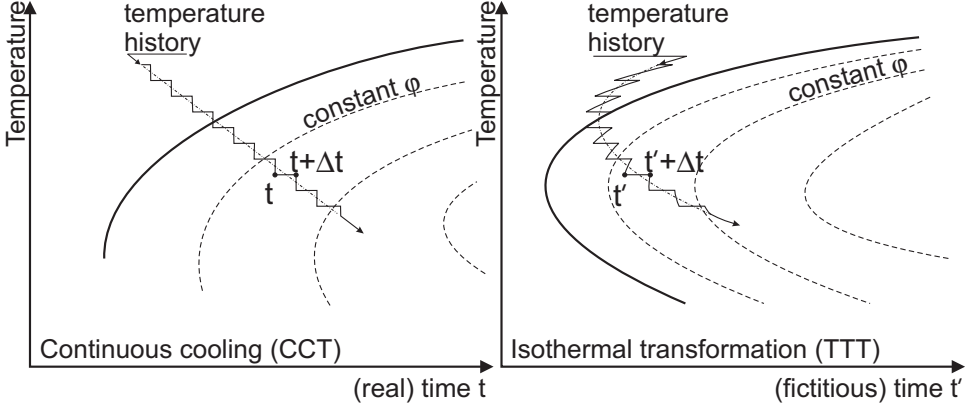 Temperature
temperature
history
constant φ
t+Δt
t
Continuous cooling (CCT)
(real) time t
Temperature
temperature
history
constant φ
t'+Δt
t'
Isothermal transformation (TTT)
(fictitious) time t'